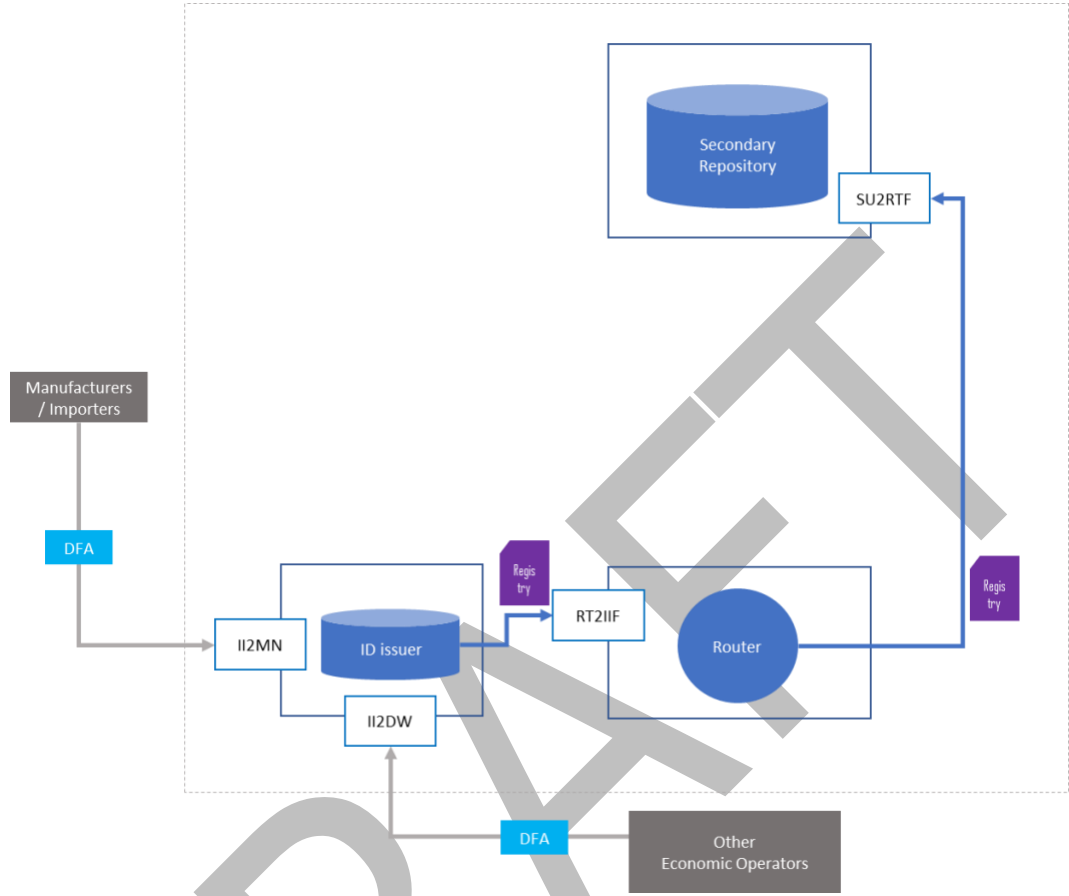 Secondary
Repository
SU2RTF
Manufacturers
/ Importers
DFA
Regis
try
Regis
try
RT2IIF
II2MN
ID issuer
Router
II2DW
DFA
Other
Economic Operators
DRAFT